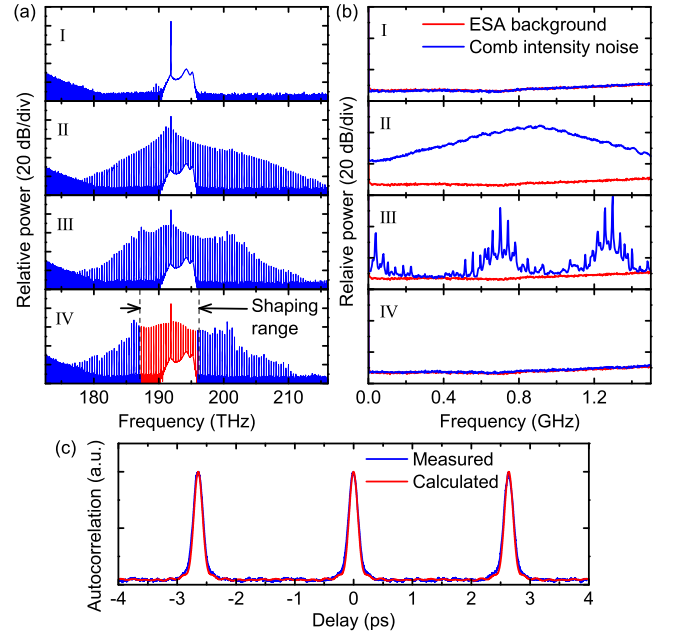 (a)
(b)
I
I
ESA background
Comb intensity noise
II
II
III
III
IV
IV
Shaping
range
Relative power (20 dB/div)
Relaive power (20 dB/div)
180 190 200 210
0.0 0.4 0.8 1.2
Frequency (THz)
Frequency (GHz)
(c)
Measured
Calculated
Autocorrelation (a.u.)
-4 -3 -2 -1 0 1 2 3 4
Delay (ps)